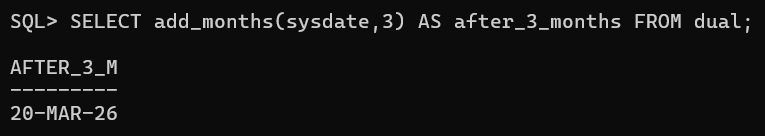 SQL> SELECT add_months(sysdate,3) AS after_3_months FROM dual;
AFTER_3_M
---------
20-MAR-26